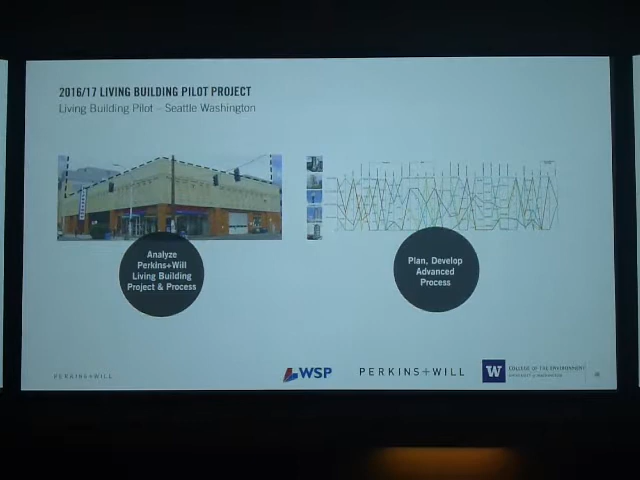 2016/17 LIVING BUILDING PILOT PROJECT
Living Building Pilot – Seattle Washington
Analyze
Perkins+Will
Living Building
Project & Process
Plan, Develop
Advanced
Process
PERKINS+WILL
WSP
PERKINS+WILL
W
COLLEGE OF THE ENVIRONMENT
UNIVERSITY of WASHINGTON